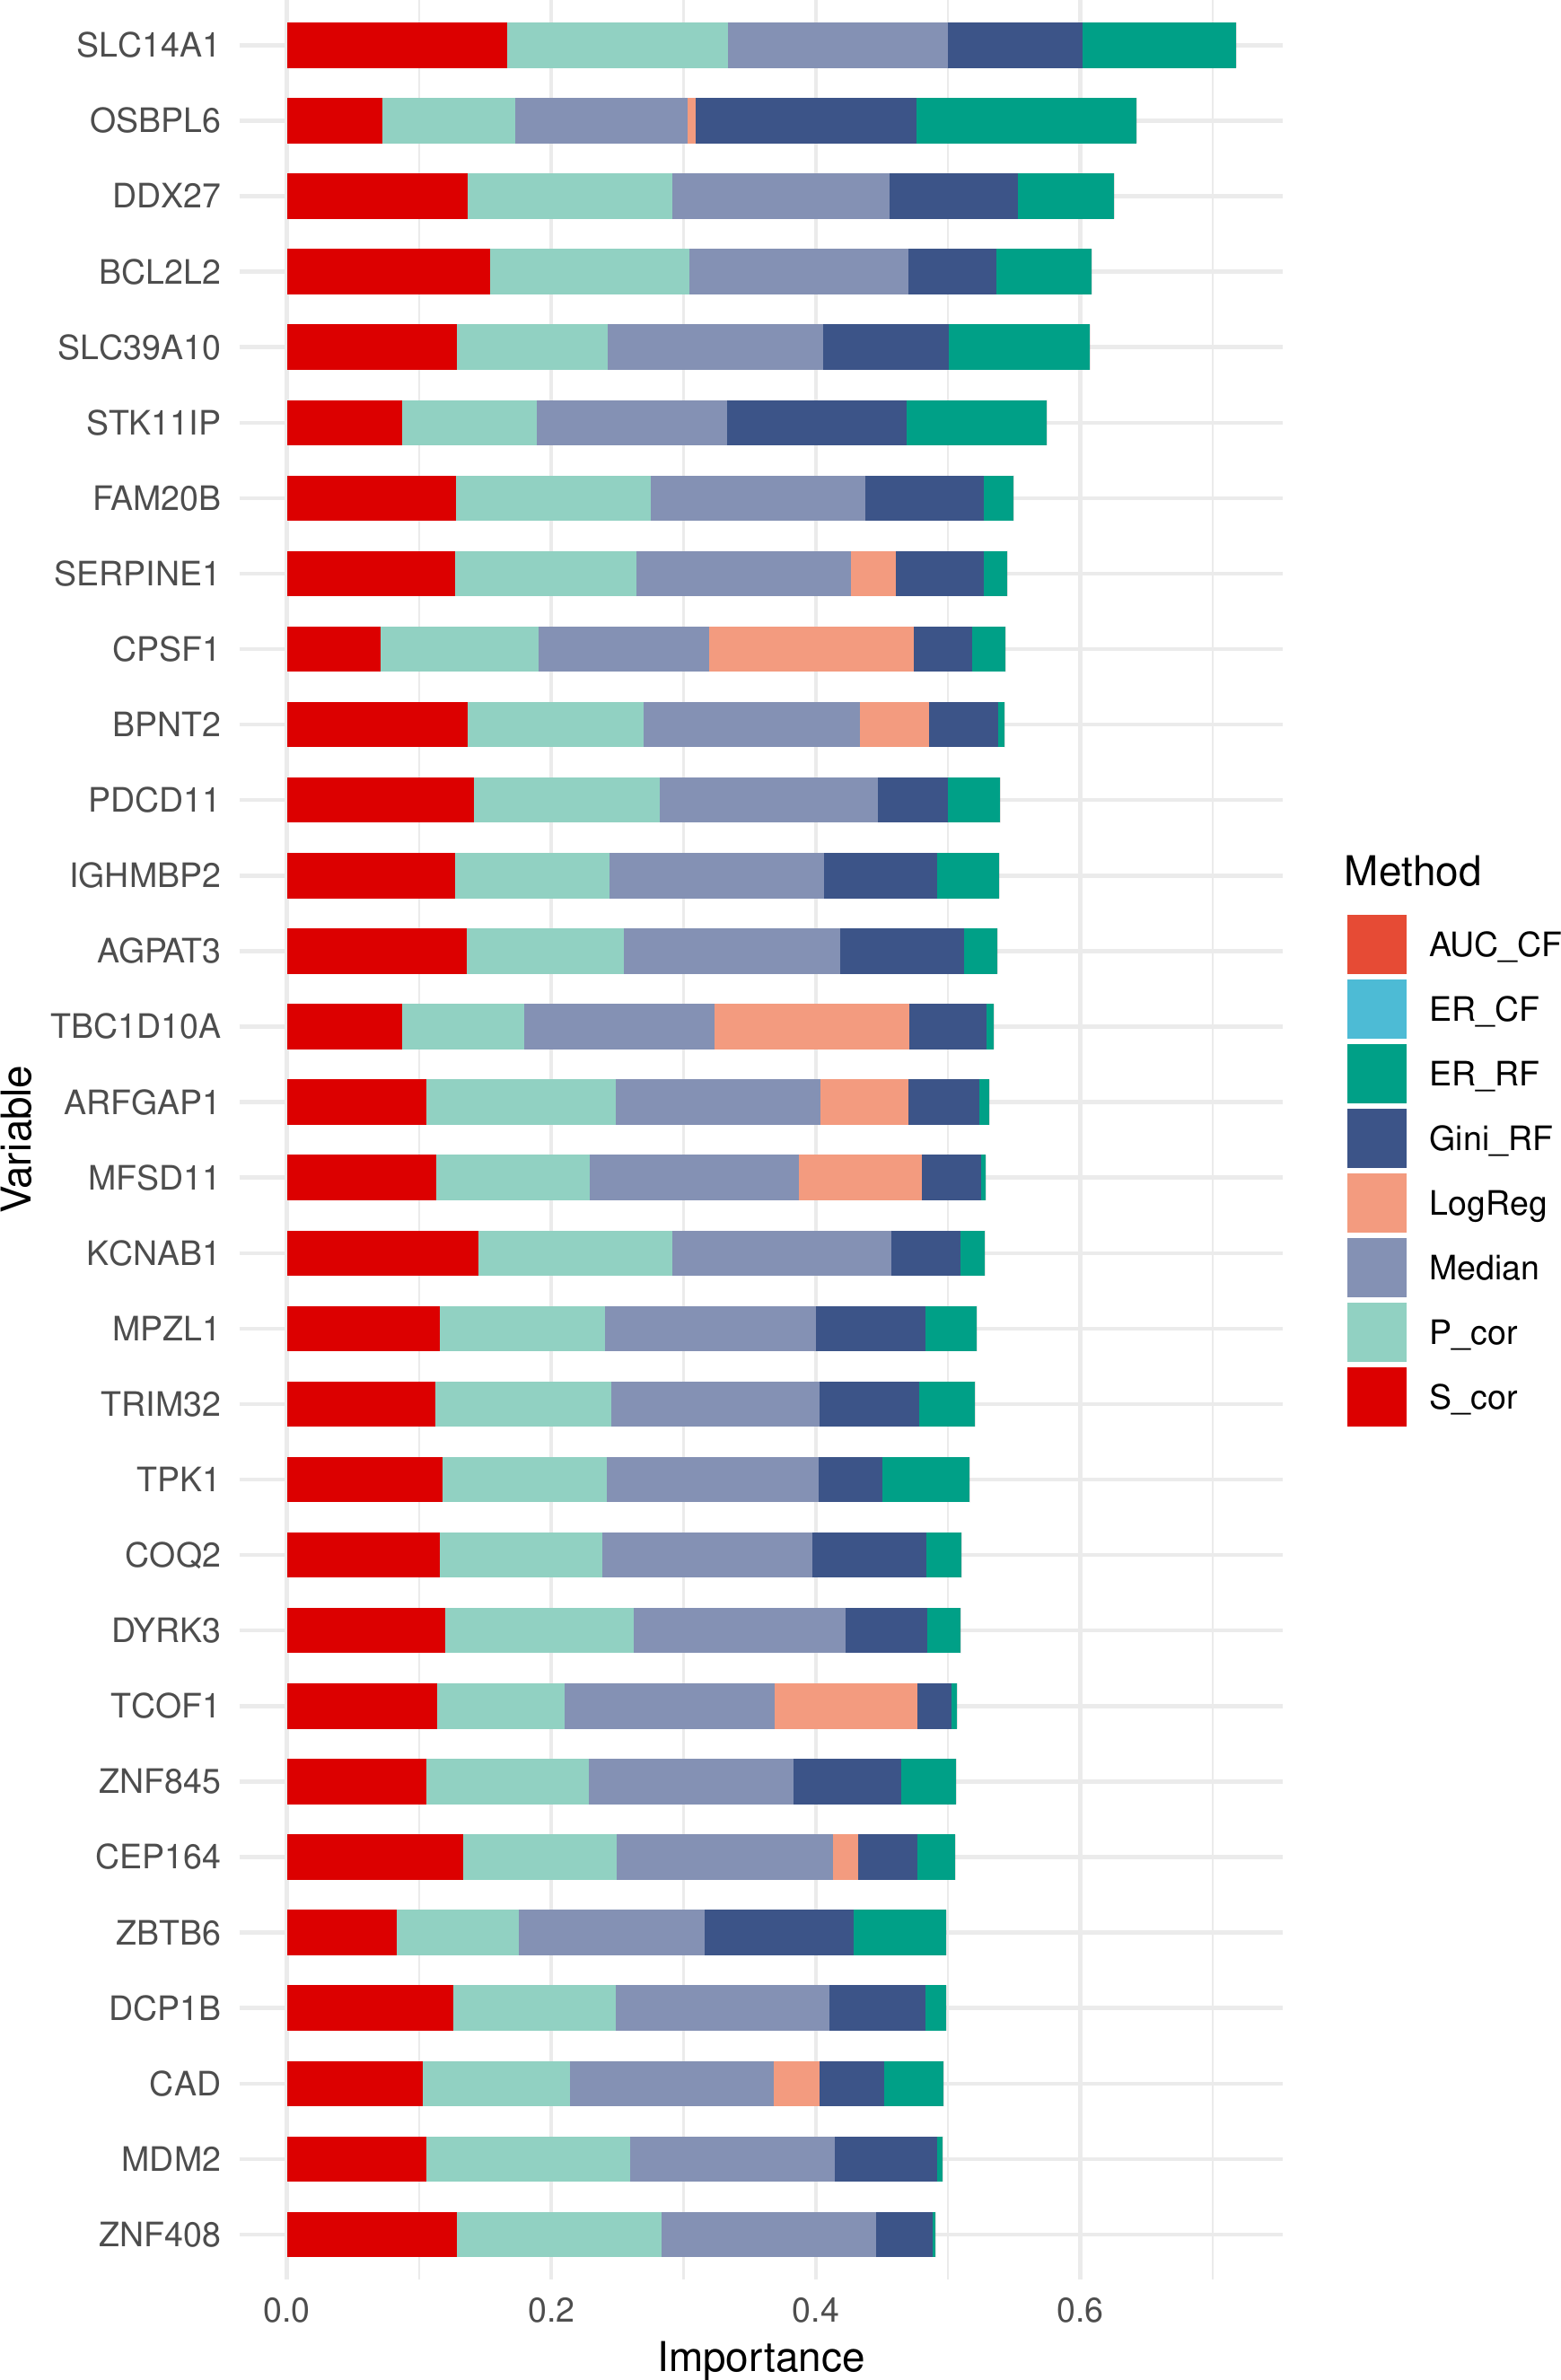 SLC14A1
OSBPL6
DDX27
BCL2L2
SLC39A10
STK11IP
FAM20B
SERPINE1
CPSF1
BPNT2
PDCD11
IGHMBP2
AGPAT3
TBC1D10A
ARFGAP1
MFSD11
KCNAB1
MPZL1
TRIM32
TPK1
COQ2
DYRK3
TCOF1
ZNF845
CEP164
ZBTB6
DCP1B
CAD
MDM2
ZNF408
Variable
0.0 0.2 0.4 0.6
Importance
Method
AUC_CF
ER_CF
ER_RF
Gini_RF
LogReg
Median
P_cor
S_cor